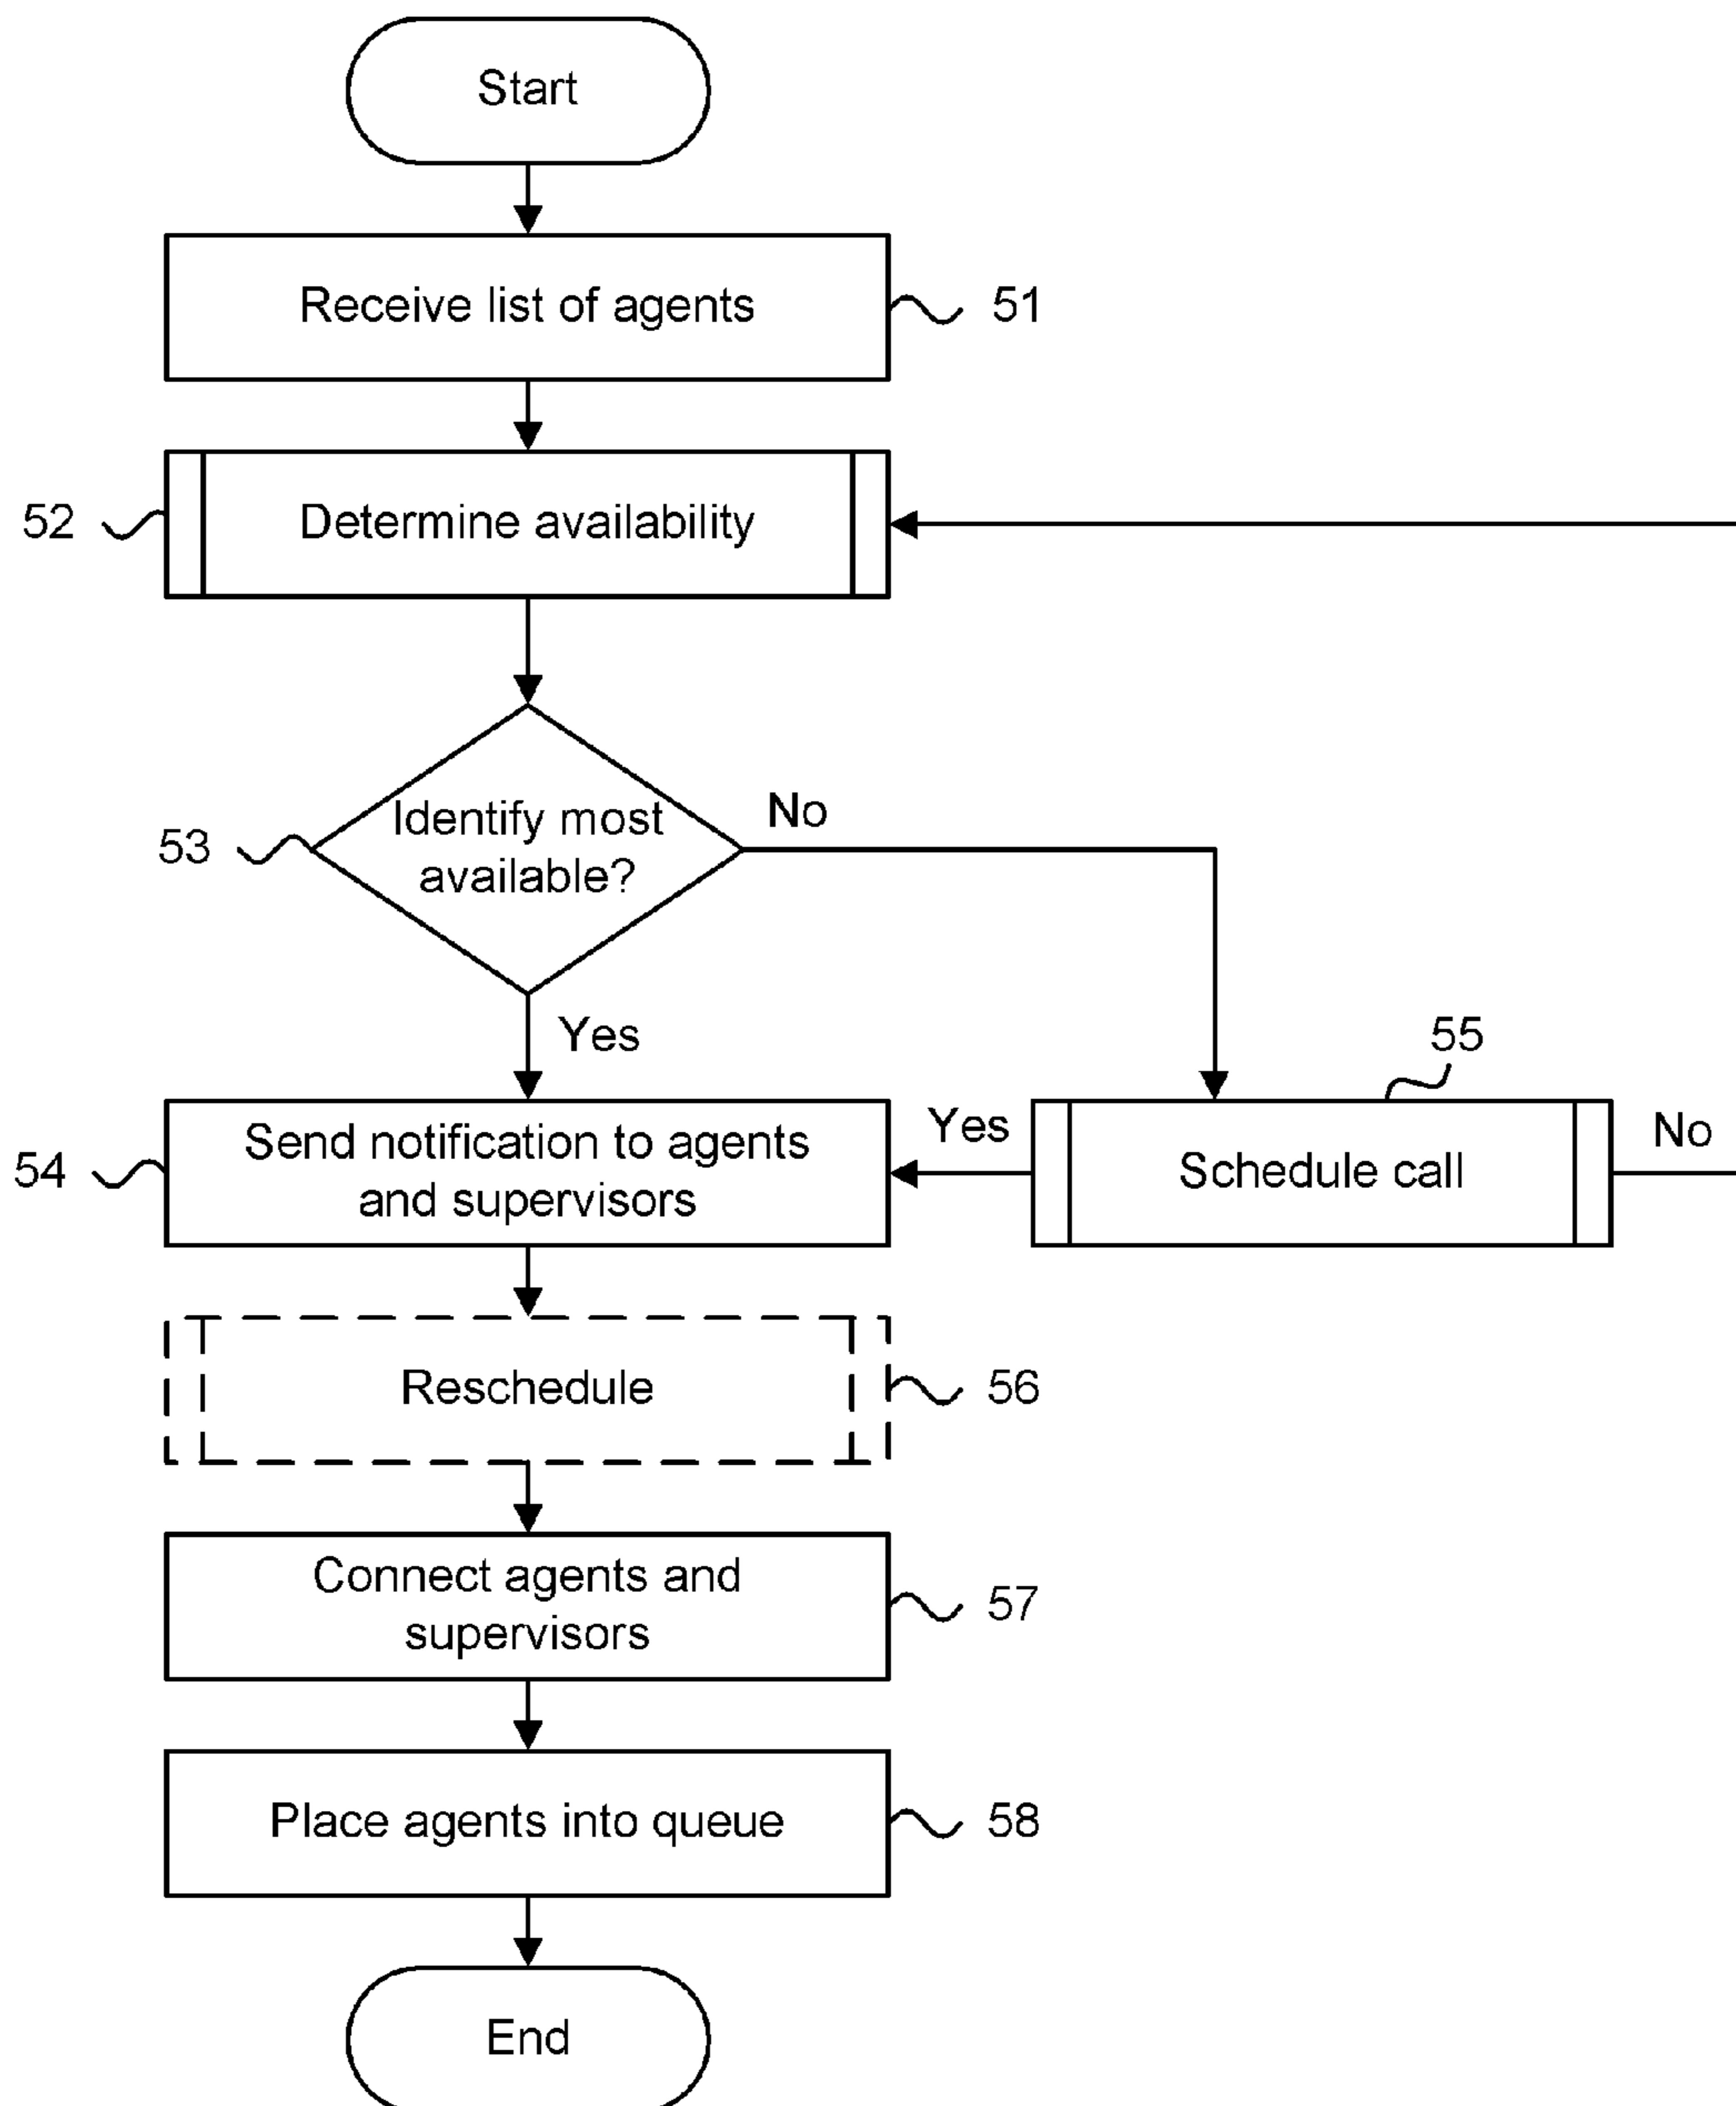 Start
Receive list of agents
51
52
Determine availability
Identify most
available?
53
No
Yes
55
Send notification to agents
and supervisors
54
Yes
Schedule call
No
Reschedule
56
Connect agents and
supervisors
57
Place agents into queue
58
End